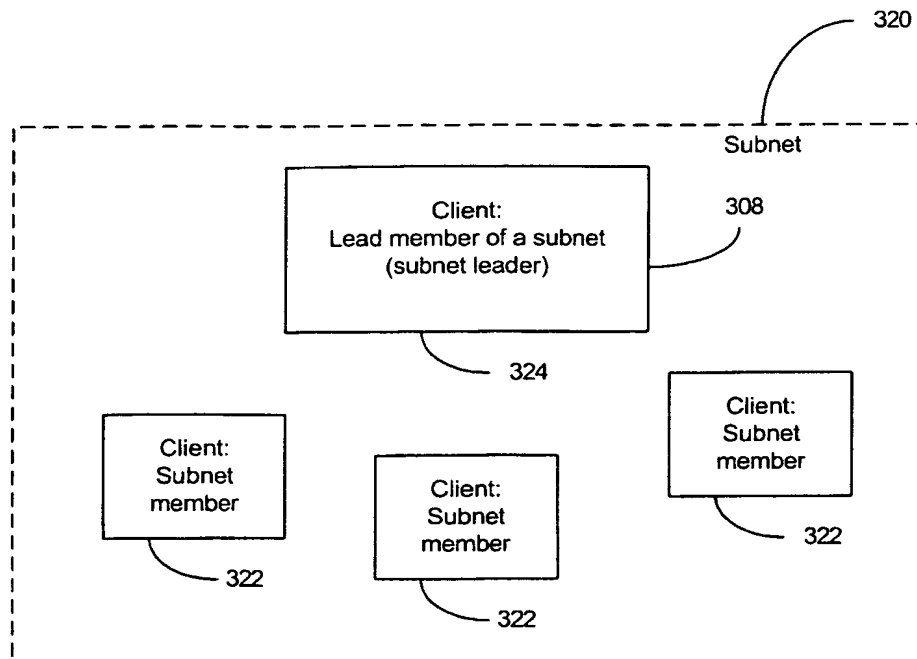 320
Subnet
308
Client:
Lead member of a subnet
(subnet leader)
324
Client:
Subnet
member
322
Client:
Subnet
member
322
Client:
Subnet
member
322